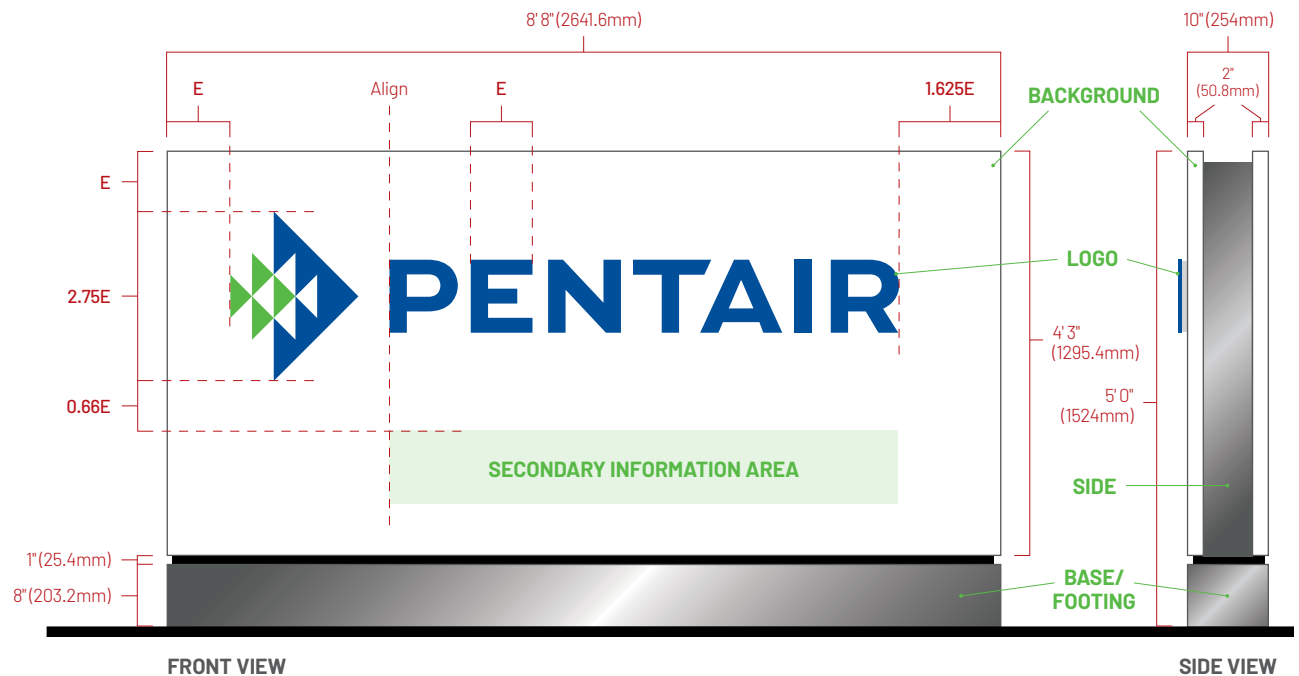 8' 8" (2641.6mm)
10" (254mm)
E
Align
E
1.625E
2"
(50.8mm)
BACKGROUND
E
LOGO
PENTAIR
2.75E
4' 3"
(1295.4mm)
5' 0"
(1524mm)
0.66E
SECONDARY INFORMATION AREA
SIDE
1" (25.4mm)
8" (203.2mm)
BASE/
FOOTING
FRONT VIEW
SIDE VIEW